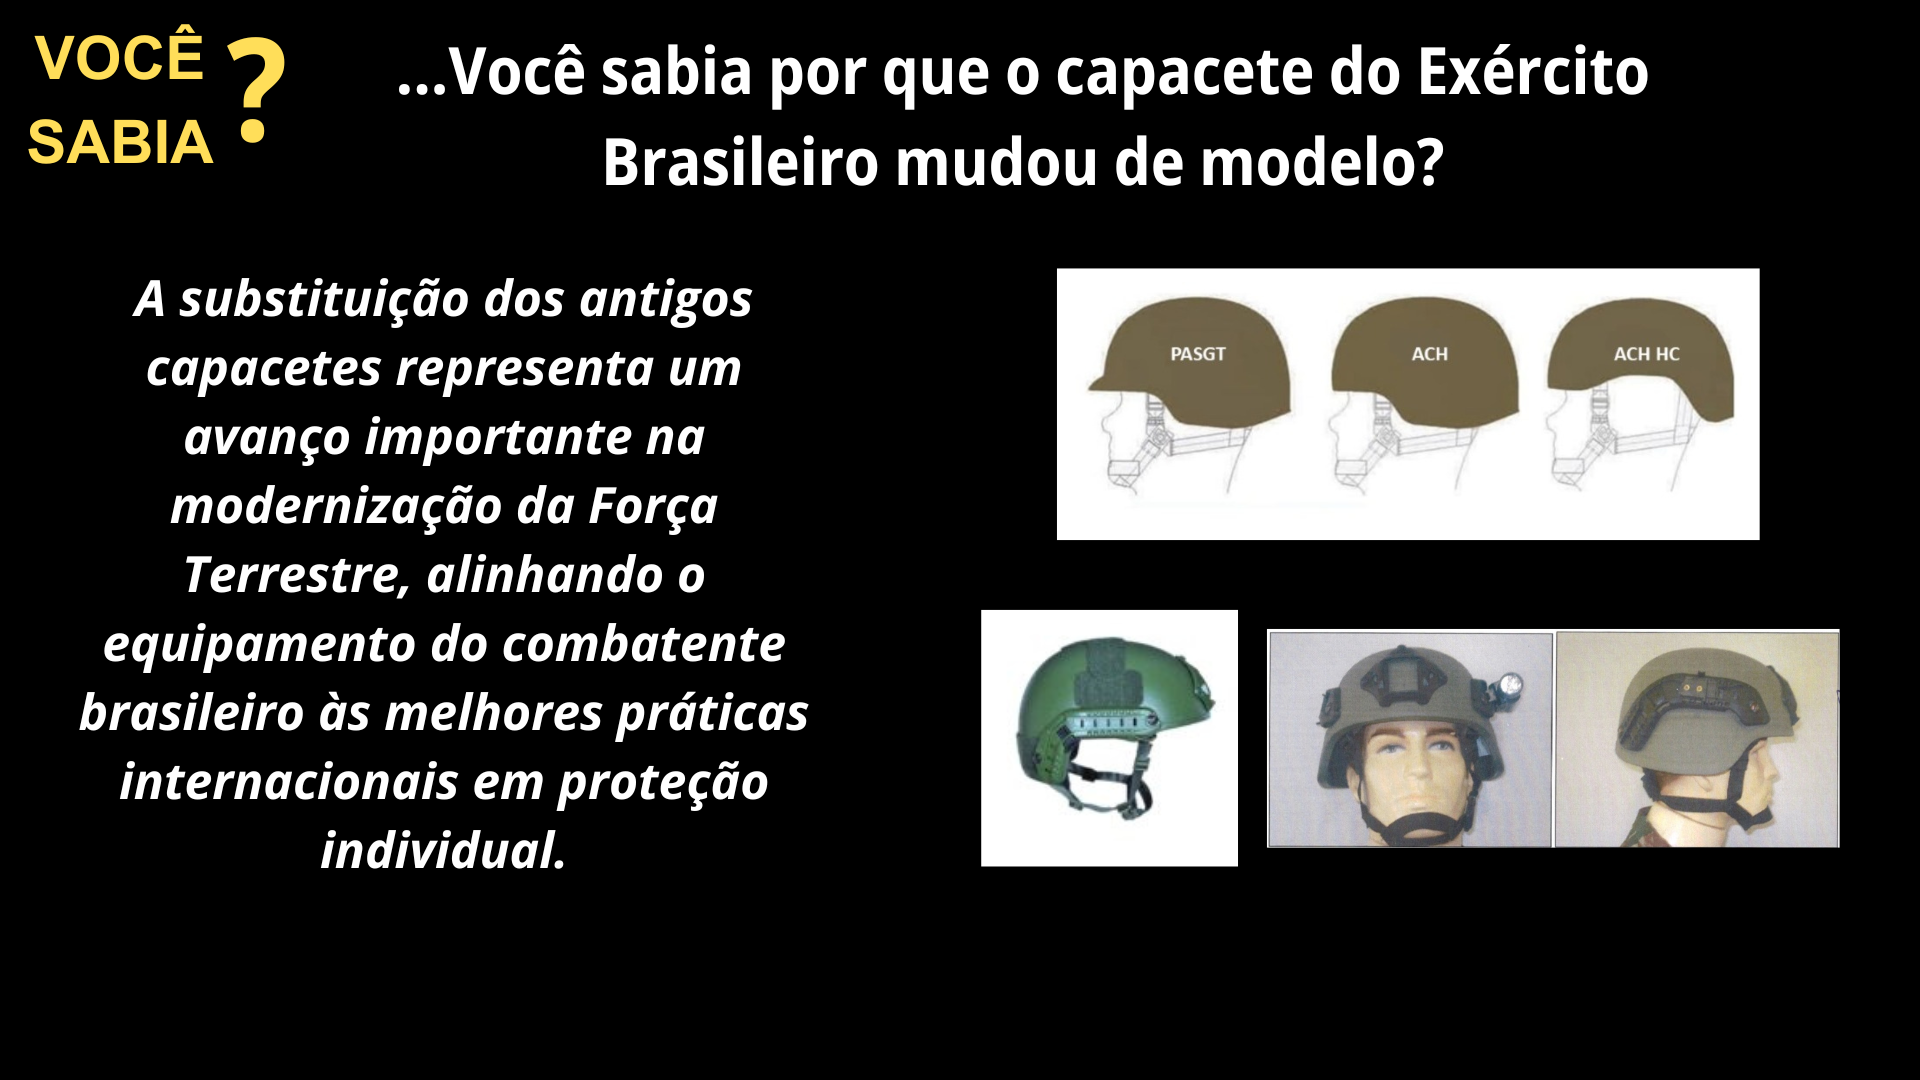 VOCÊ
SABIA
?
...Você sabia por que o capacete do Exército
Brasileiro mudou de modelo?
A substituição dos antigos
capacetes representa um
avanço importante na
modernização da Força
Terrestre, alinhando o
equipamento do combatente
brasileiro às melhores práticas
internacionais em proteção
individual.
PASGT
ACH
ACH HC